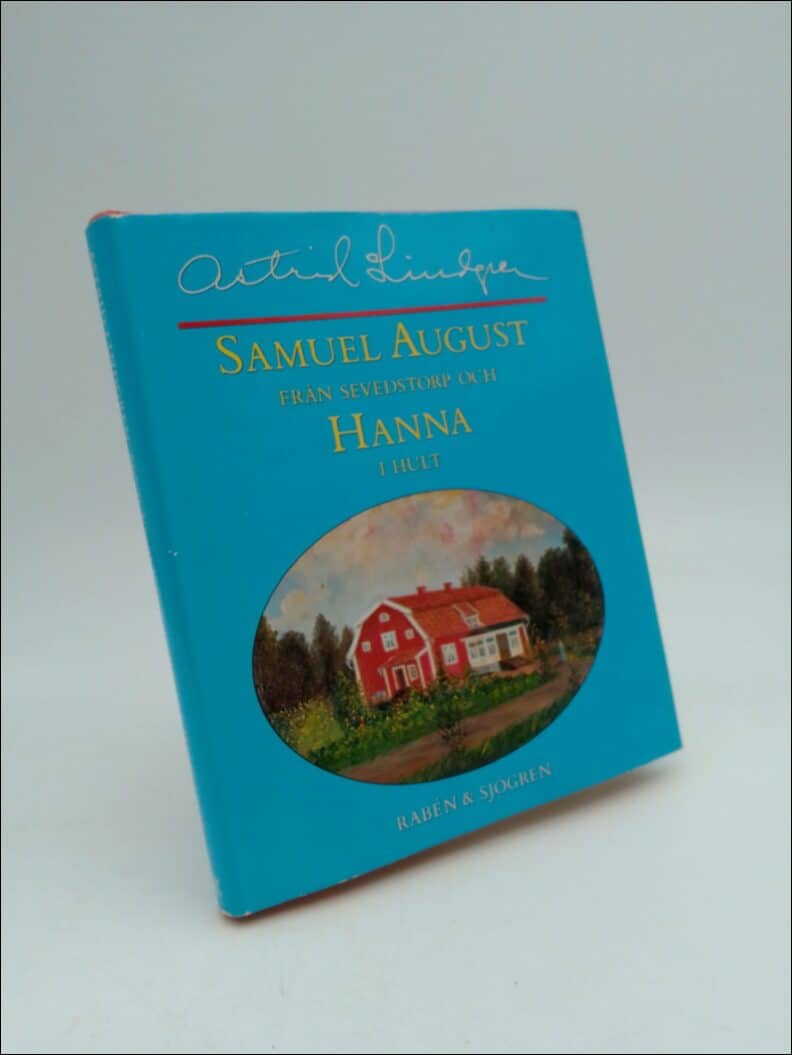 Astrid Lindgren
SAMUEL AUGUST
FRÅN SEVEDSTORP OCH
HANNA
I HULT
RABÉN & SJÖGREN